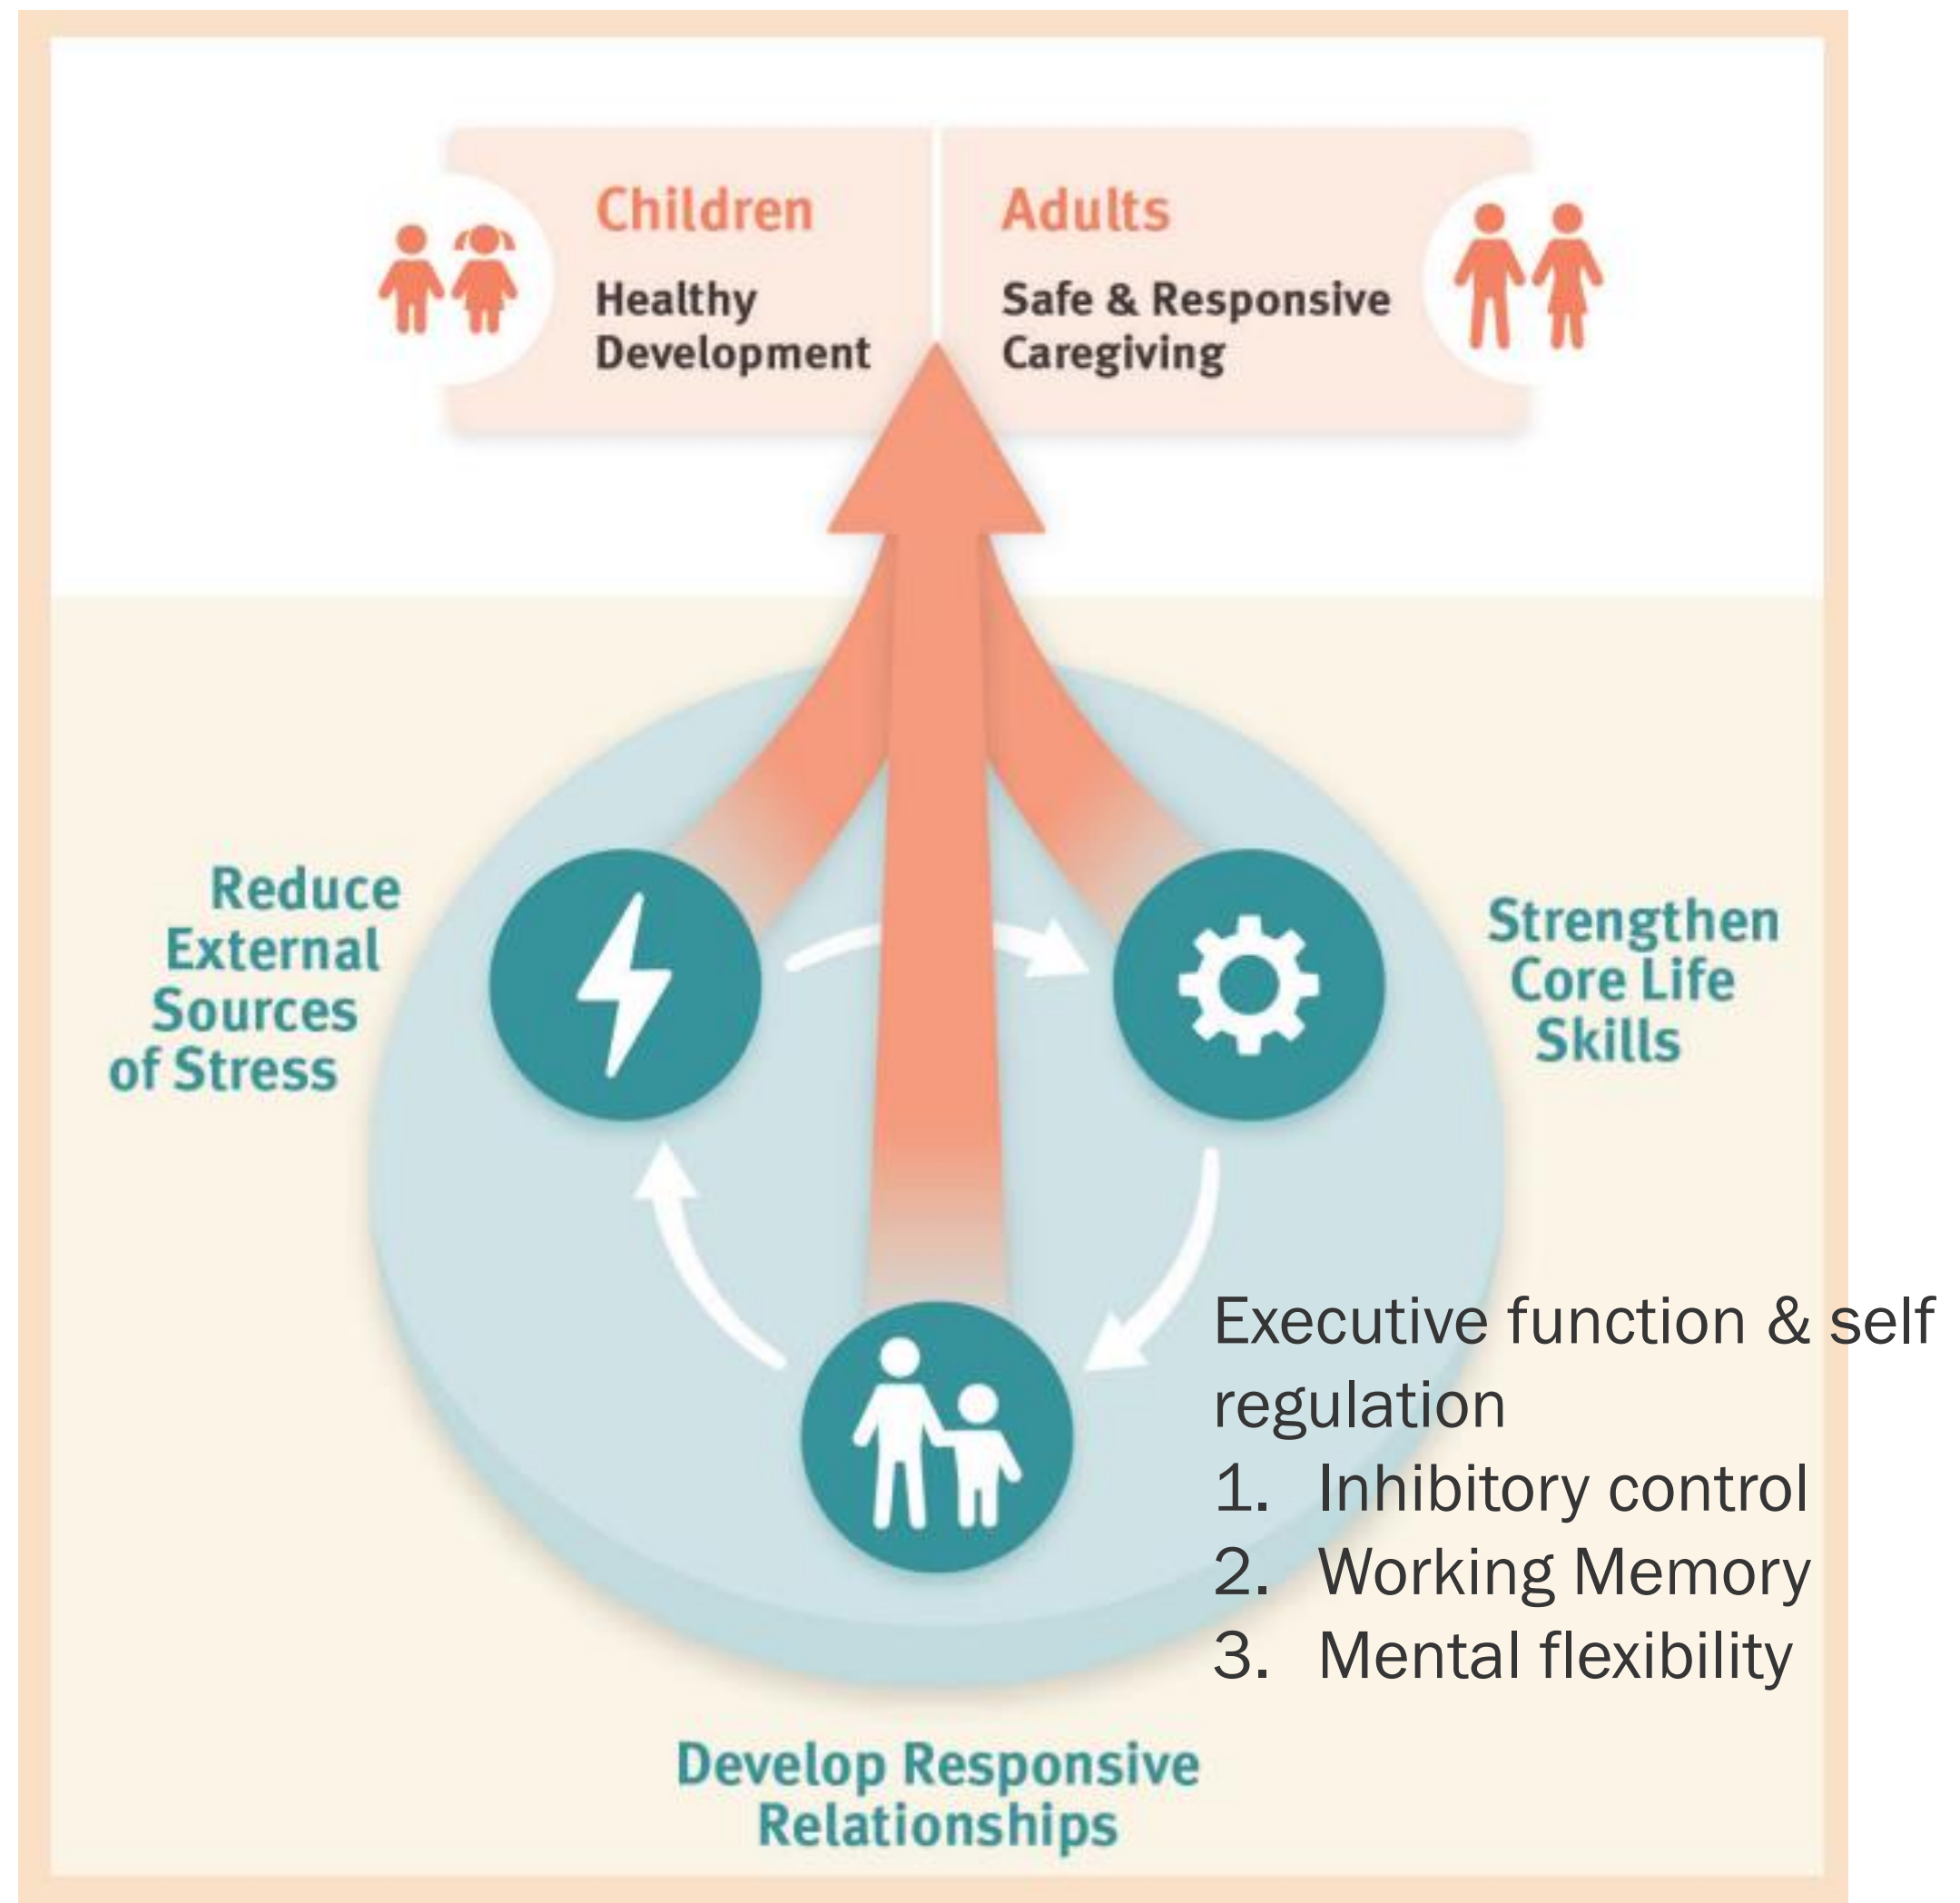 Children
Healthy
Development
Adults
Safe & Responsive
Caregiving
Reduce
External
Sources
of Stress
Strengthen
Core Life
Skills
Executive function & self
regulation
1. Inhibitory control
2. Working Memory
3. Mental flexibility
Develop Responsive
Relationships